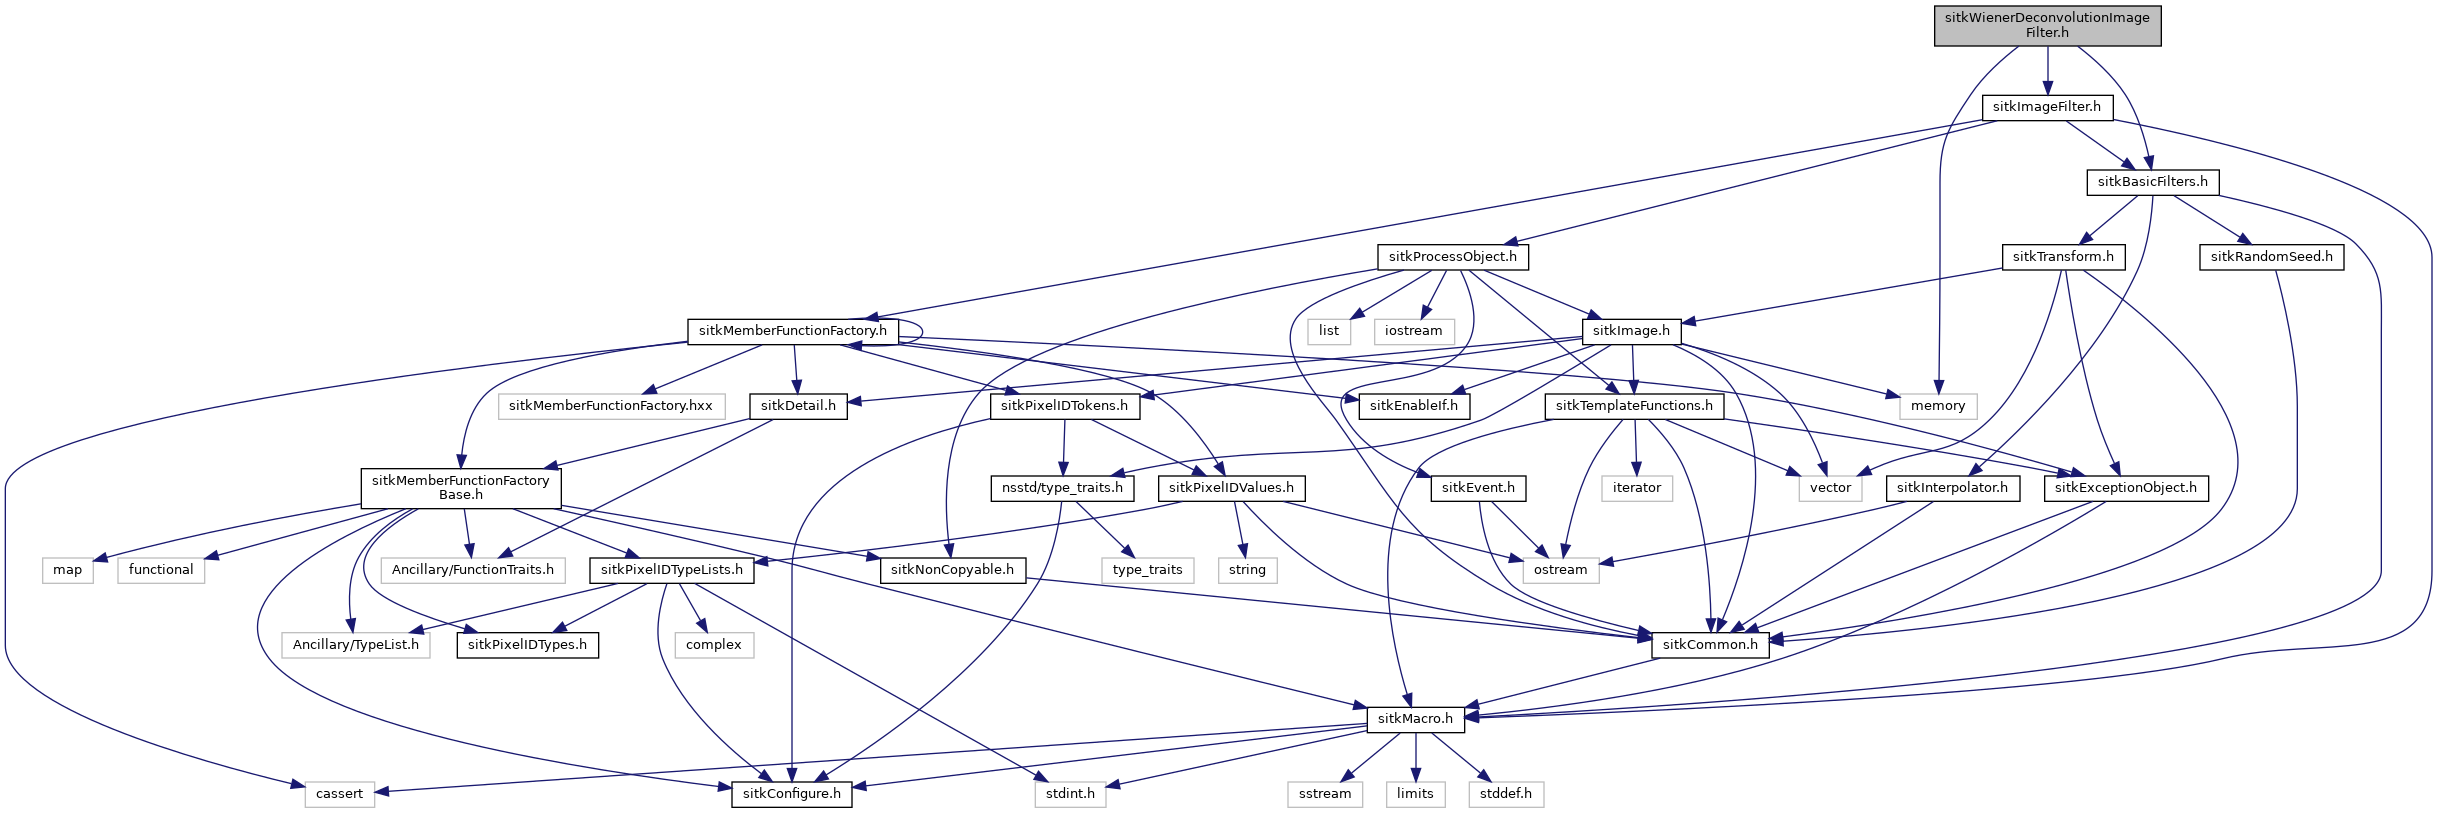 sitkWienerDeconvolutionImage
Filter.h
sitkImageFilter.h
sitkBasicFilters.h
sitkProcessObject.h
sitkTransform.h
sitkRandomSeed.h
sitkMemberFunctionFactory.h
list
iostream
sitkImage.h
sitkMemberFunctionFactory.hxx
sitkDetail.h
sitkPixelIDTokens.h
sitkEnableIf.h
sitkTemplateFunctions.h
memory
sitkMemberFunctionFactory
Base.h
nsstd/type_traits.h
sitkPixelIDValues.h
sitkEvent.h
iterator
vector
sitkInterpolator.h
sitkExceptionObject.h
map
functional
Ancillary/FunctionTraits.h
sitkPixelIDTypeLists.h
sitkNonCopyable.h
type_traits
string
ostream
Ancillary/TypeList.h
sitkPixelIDTypes.h
complex
sitkCommon.h
sitkMacro.h
cassert
sitkConfigure.h
stdint.h
sstream
limits
stddef.h